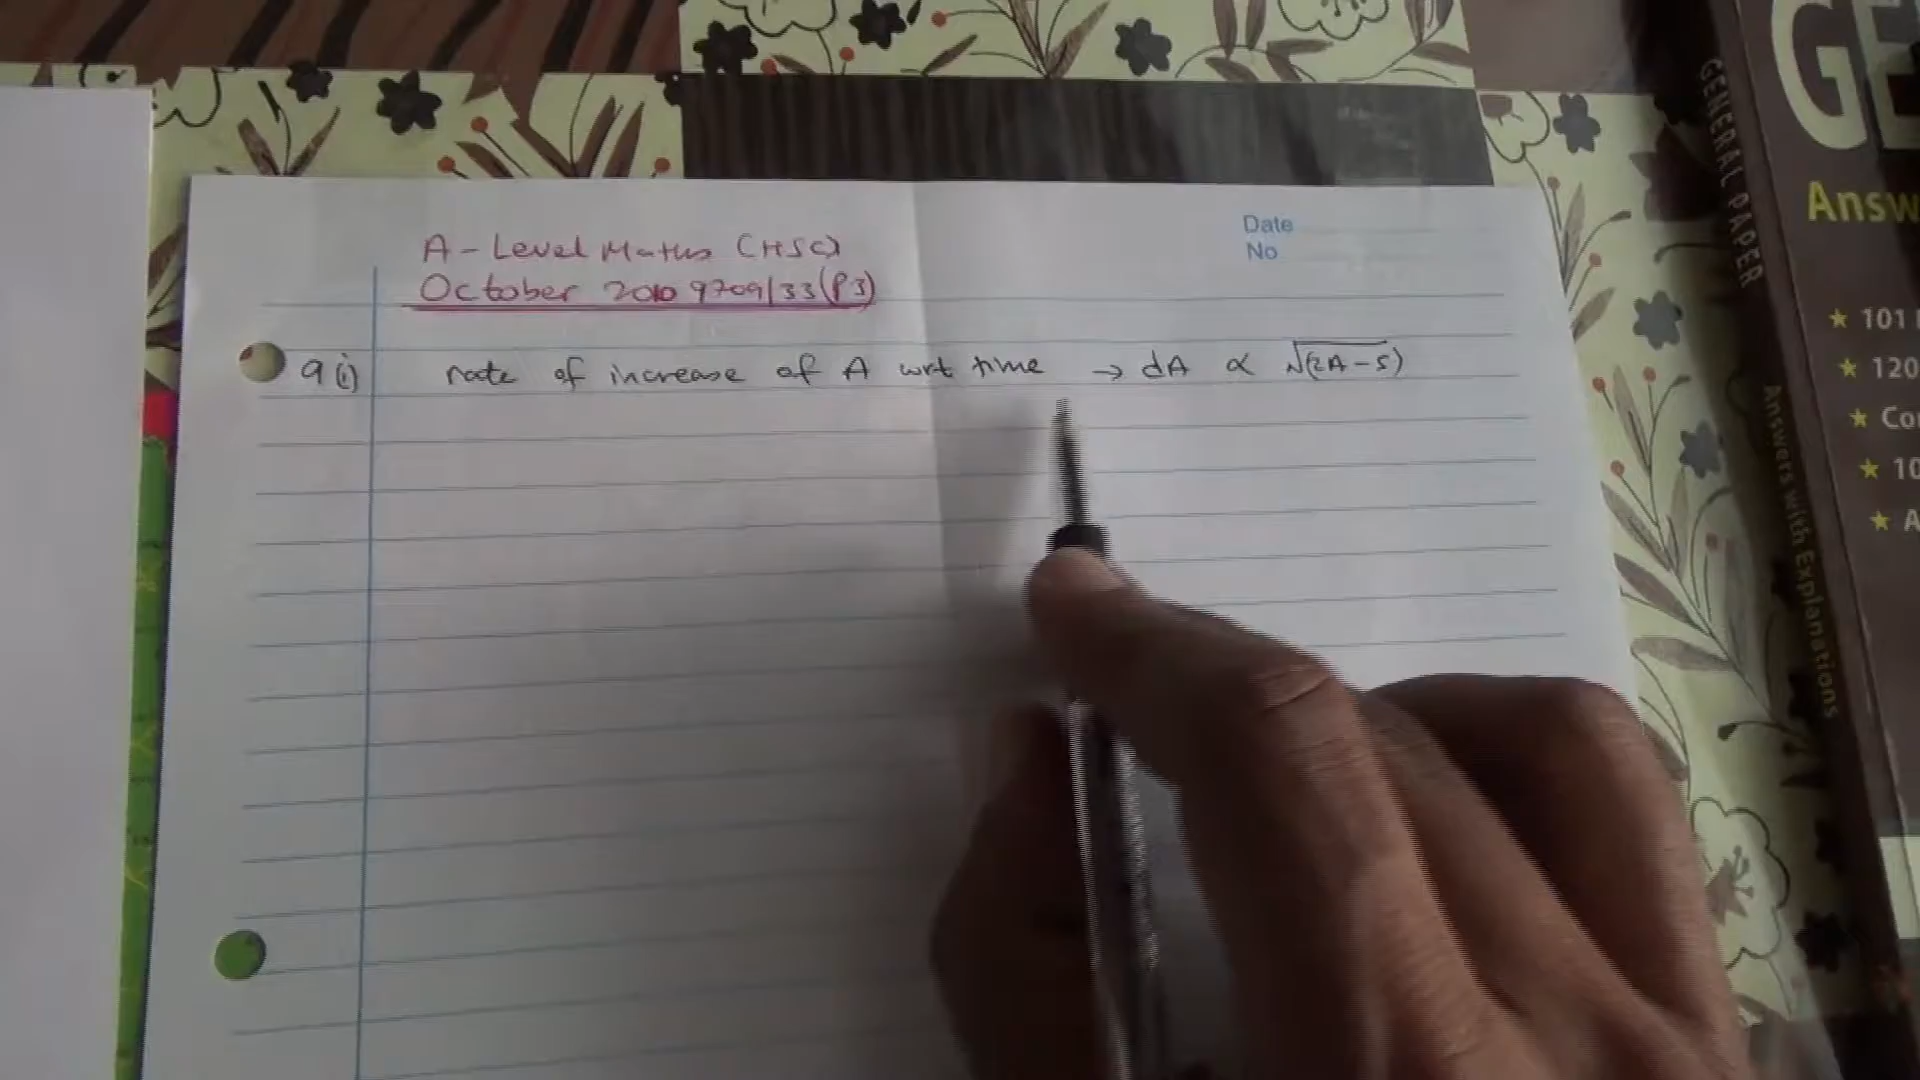 A-Level Maths (HSC)
October 2010 9709/33(P3)
Date
No
9(i) rate of increase of A wrt time → dA ∝ √(2A-5)
GENERAL PAPER
Answers with Explanations
GE
Answ
★ 101
★ 120
★ Co
★ 10
★ A